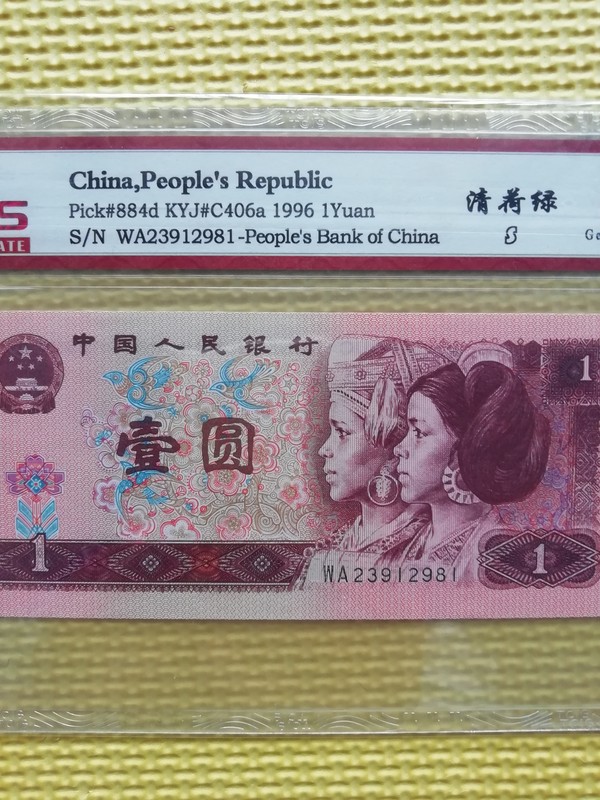 China,People's Republic
Pick#884d KYJ#C406a 1996 1Yuan
S/N WA23912981-People's Bank of China
清荷绿
S
中国人民银行
1
壹圆
1
1
WA23912981